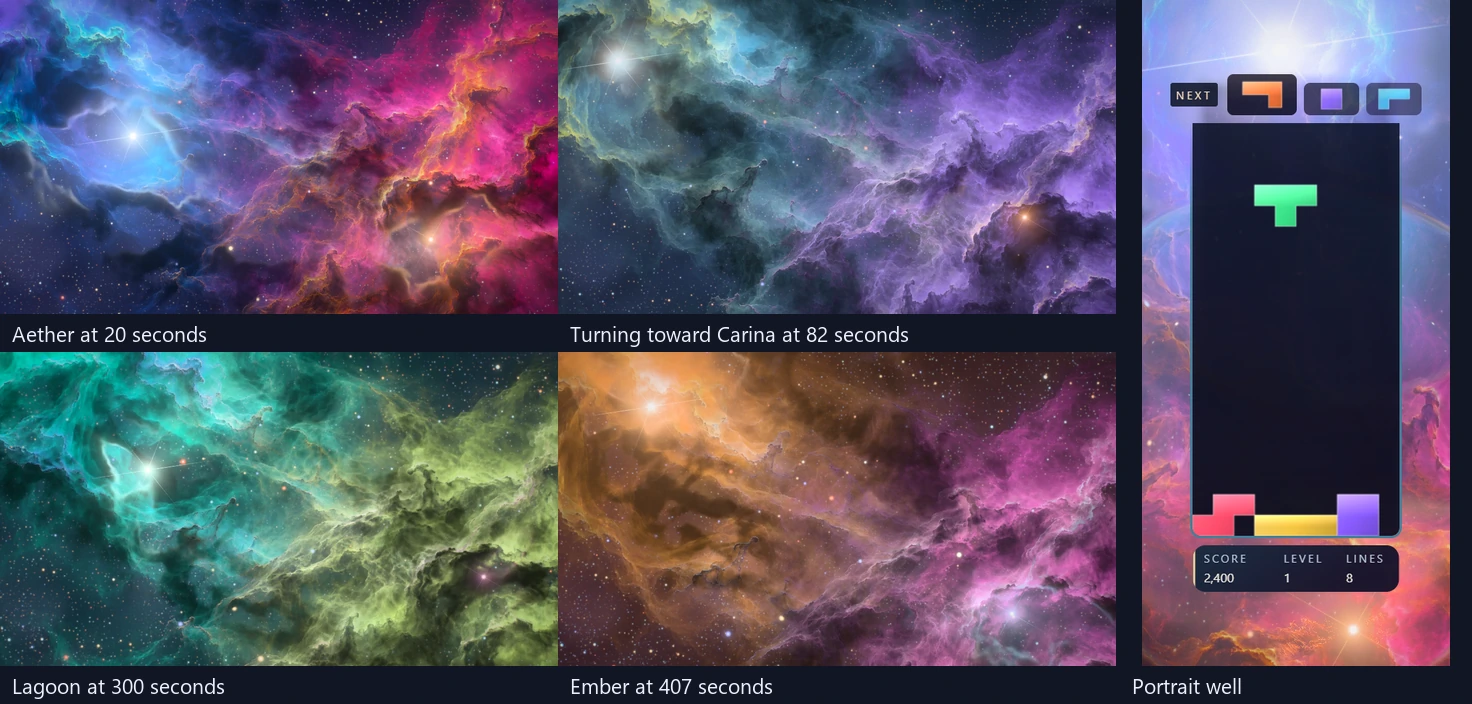 Aether at 20 seconds
Turning toward Carina at 82 seconds
Lagoon at 300 seconds
Ember at 407 seconds
NEXT
SCORE LEVEL LINES
2,400 1 8
Portrait well